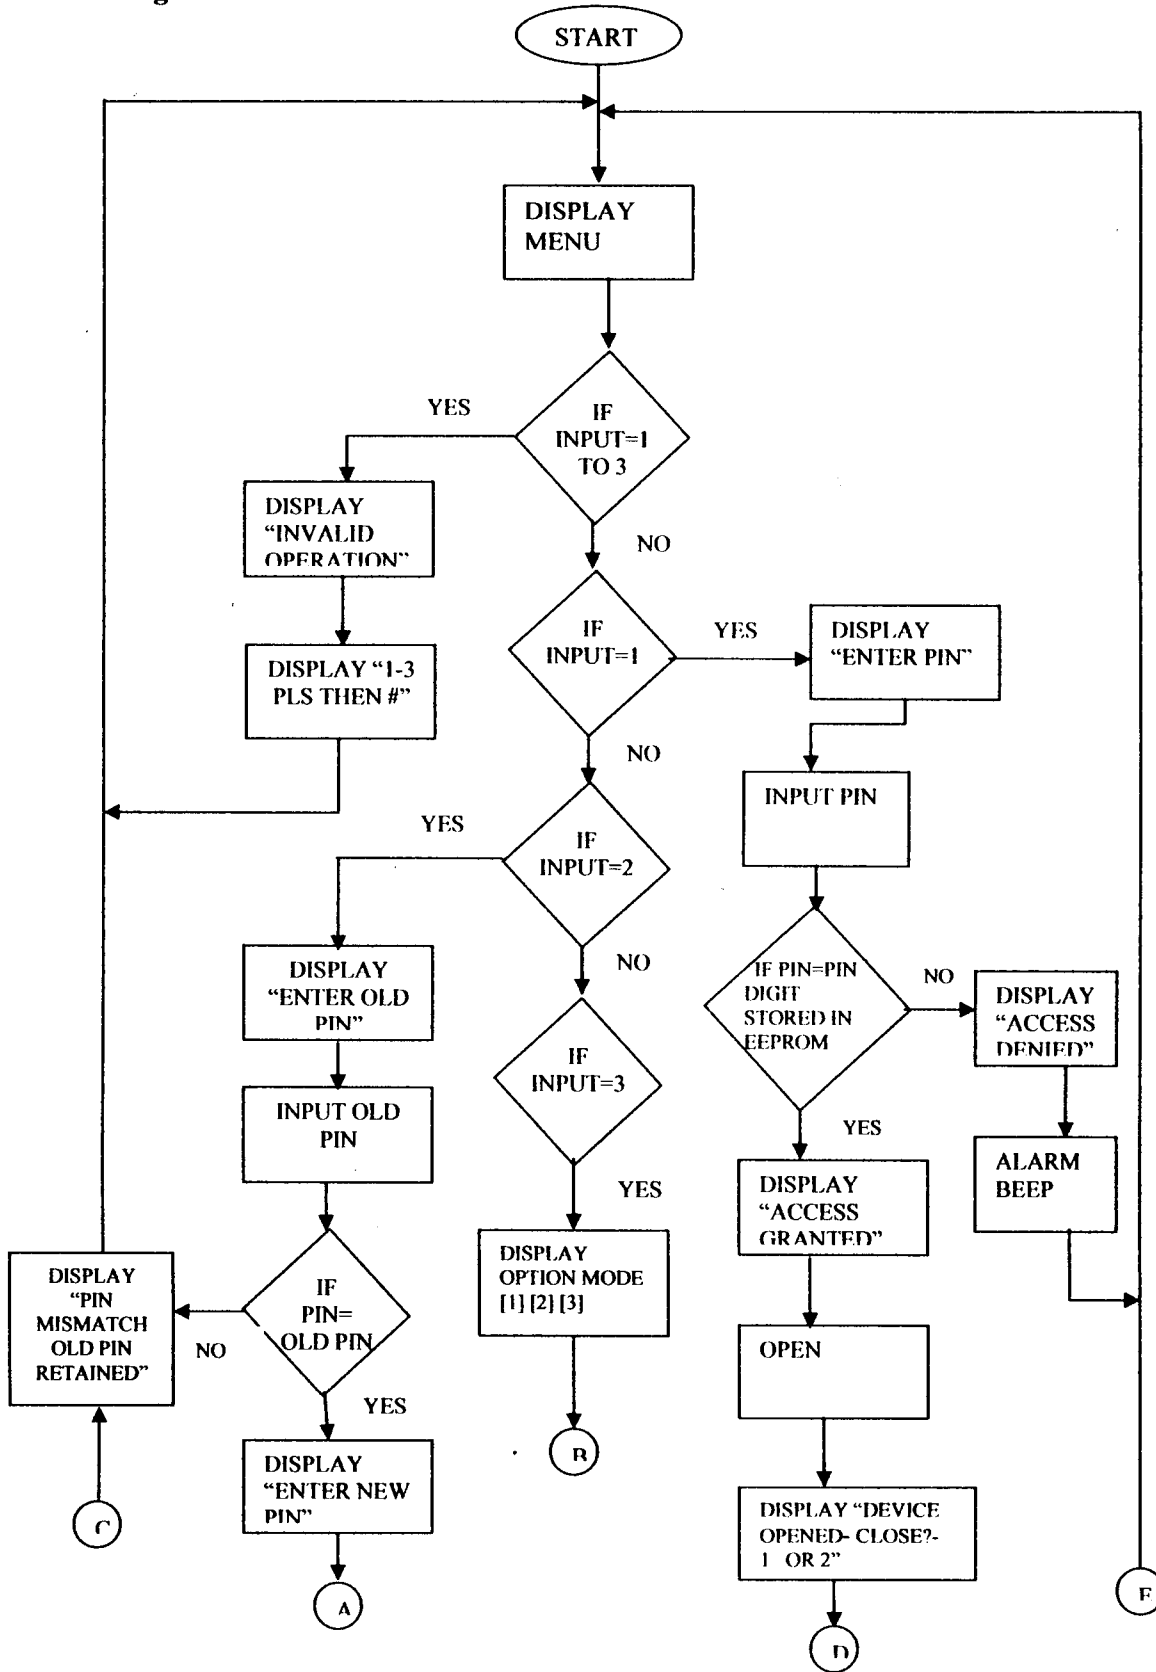 START
DISPLAY
MENU
YES
IF
INPUT=1
TO 3
DISPLAY
“INVALID
OPERATION”
NO
DISPLAY “1-3
PLS THEN #”
IF
INPUT=1
YES
DISPLAY
“ENTER PIN”
NO
INPUT PIN
YES
IF
INPUT=2
NO
DISPLAY
“ENTER OLD
PIN”
IF PIN=PIN
DIGIT
STORED IN
EEPROM
NO
DISPLAY
“ACCESS
DENIED”
IF
INPUT=3
INPUT OLD
PIN
YES
ALARM
BEEP
YES
DISPLAY
“ACCESS
GRANTED”
DISPLAY
OPTION MODE
[1] [2] [3]
DISPLAY
“PIN
MISMATCH
OLD PIN
RETAINED”
IF
PIN=
OLD PIN
NO
OPEN
YES
B
DISPLAY
“ENTER NEW
PIN”
C
DISPLAY “DEVICE
OPENED- CLOSE?-
1 OR 2”
A
D